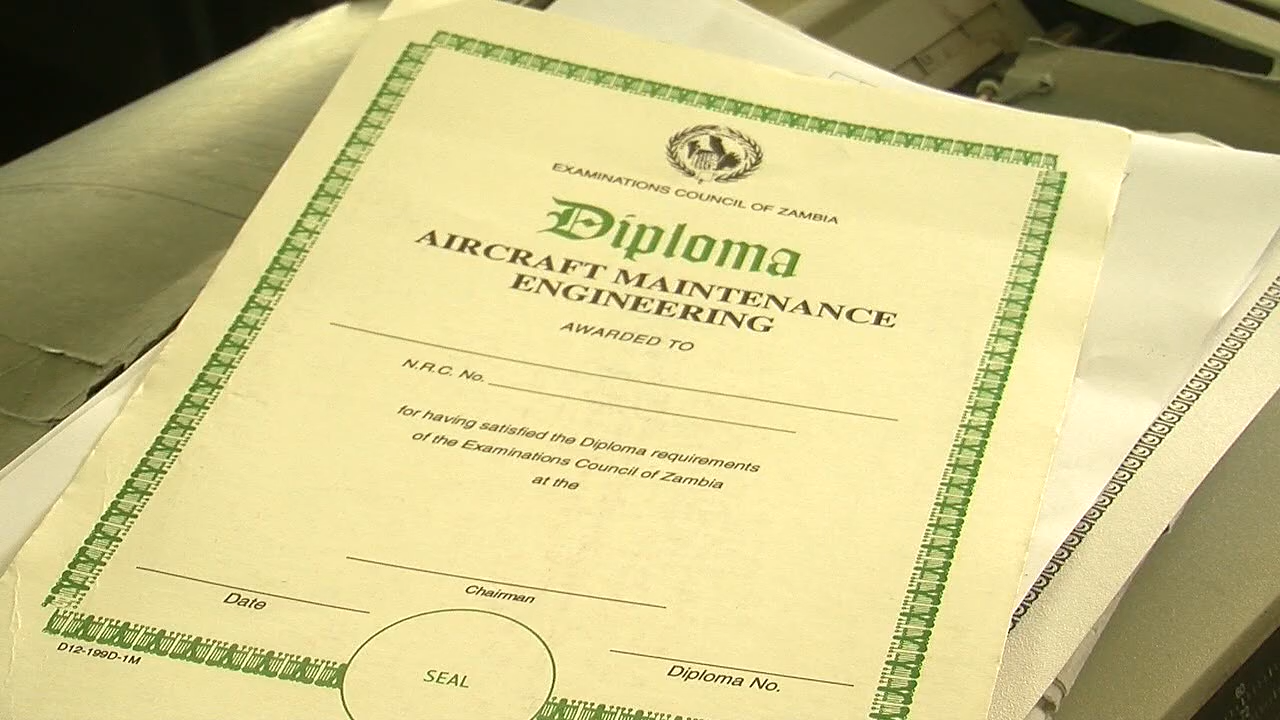 EXAMINATIONS COUNCIL OF ZAMBIA
Diploma
AIRCRAFT MAINTENANCE
ENGINEERING
AWARDED TO
N.R.C. No.
for having satisfied the Diploma requirements
of the Examinations Council of Zambia
at the
Chairman
Date
Diploma No.
SEAL
D12-199D-1M